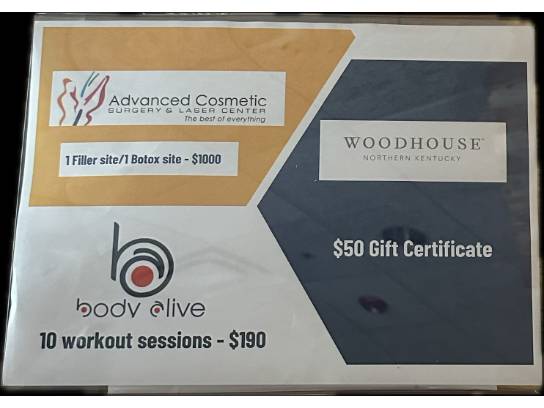 Advanced Cosmetic
SURGERY & LASER CENTER
The best of everything
1 Filler site/1 Botox site - $1000
WOODHOUSE
NORTHERN KENTUCKY
$50 Gift Certificate
body alive
10 workout sessions - $190